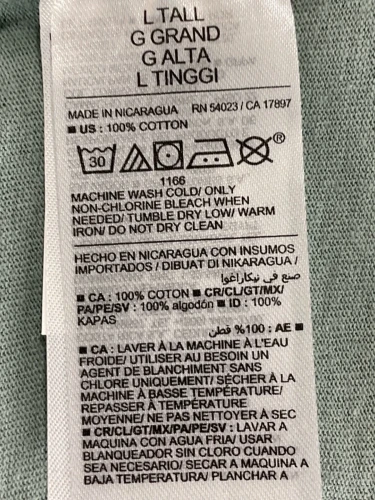 L TALL
G GRAND
G ALTA
L TINGGI
MADE IN NICARAGUA RN 54023 / CA 17897
■ US : 100% COTTON
30 ®
1166
MACHINE WASH COLD/ ONLY
NON-CHLORINE BLEACH WHEN
NEEDED/ TUMBLE DRY LOW/ WARM
IRON/ DO NOT DRY CLEAN
HECHO EN NICARAGUA CON INSUMOS
IMPORTADOS / DIBUAT DI NIKARAGUA /
صنع في نيكاراغوا
■ CA : 100% COTON ■ CR/CL/GT/MX/
PA/PE/SV : 100% algodón ■ ID : 100%
KAPAS
■ AE : 100% قطن
■ CA : LAVER À LA MACHINE À L'EAU
FROIDE/ UTILISER AU BESOIN UN
AGENT DE BLANCHIMENT SANS
CHLORE UNIQUEMENT/ SÉCHER À LA
MACHINE À BASSE TEMPÉRATURE/
REPASSER À TEMPÉRATURE
MOYENNE/ NE PAS NETTOYER À SEC
■ CR/CL/GT/MX/PA/PE/SV : LAVAR A
MAQUINA CON AGUA FRIA/ USAR
BLANQUEADOR SIN CLORO CUANDO
SEA NECESARIO/ SECAR A MAQUINA A
BAJA TEMPERATURA/ PLANCHAR A